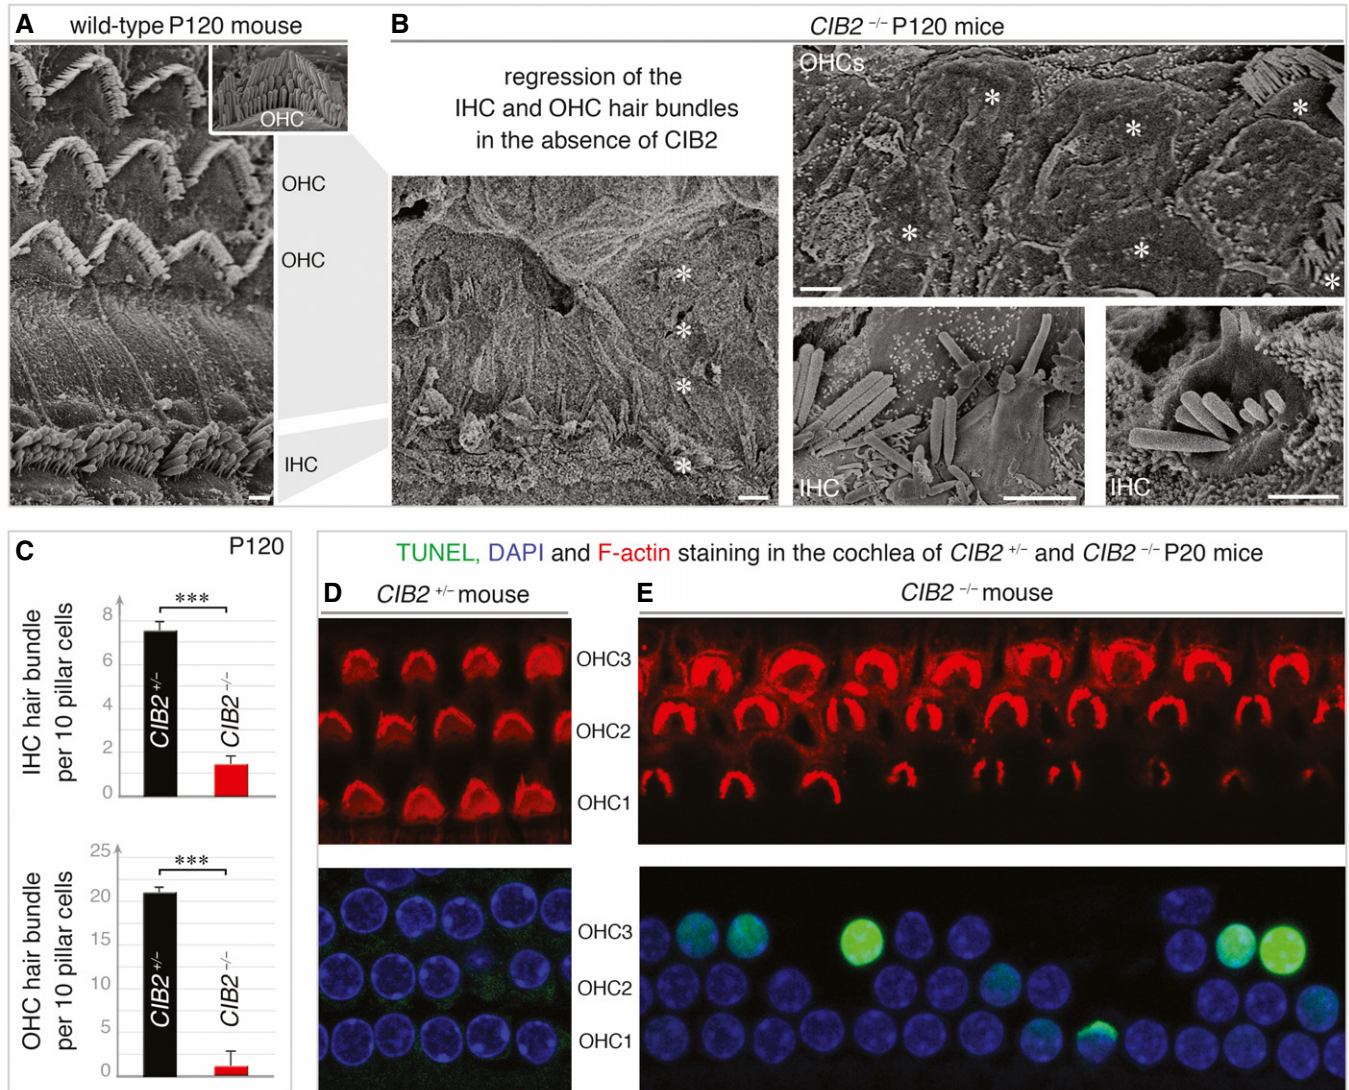 A
wild-type P120 mouse
OHC
OHC
OHC
IHC
B
CIB2 –/– P120 mice
regression of the
IHC and OHC hair bundles
in the absence of CIB2
OHCs
*
*
*
*
*
*
*
*
*
*
IHC
IHC
C
P120
IHC hair bundle
per 10 pillar cells
8
6
4
2
0
***
CIB2 +/–
CIB2 –/–
OHC hair bundle
per 10 pillar cells
25
20
15
10
5
0
***
CIB2 +/–
CIB2 –/–
TUNEL, DAPI and F-actin staining in the cochlea of CIB2 +/– and CIB2 –/– P20 mice
D
CIB2 +/– mouse
E
CIB2 –/– mouse
OHC3
OHC2
OHC1
OHC3
OHC2
OHC1